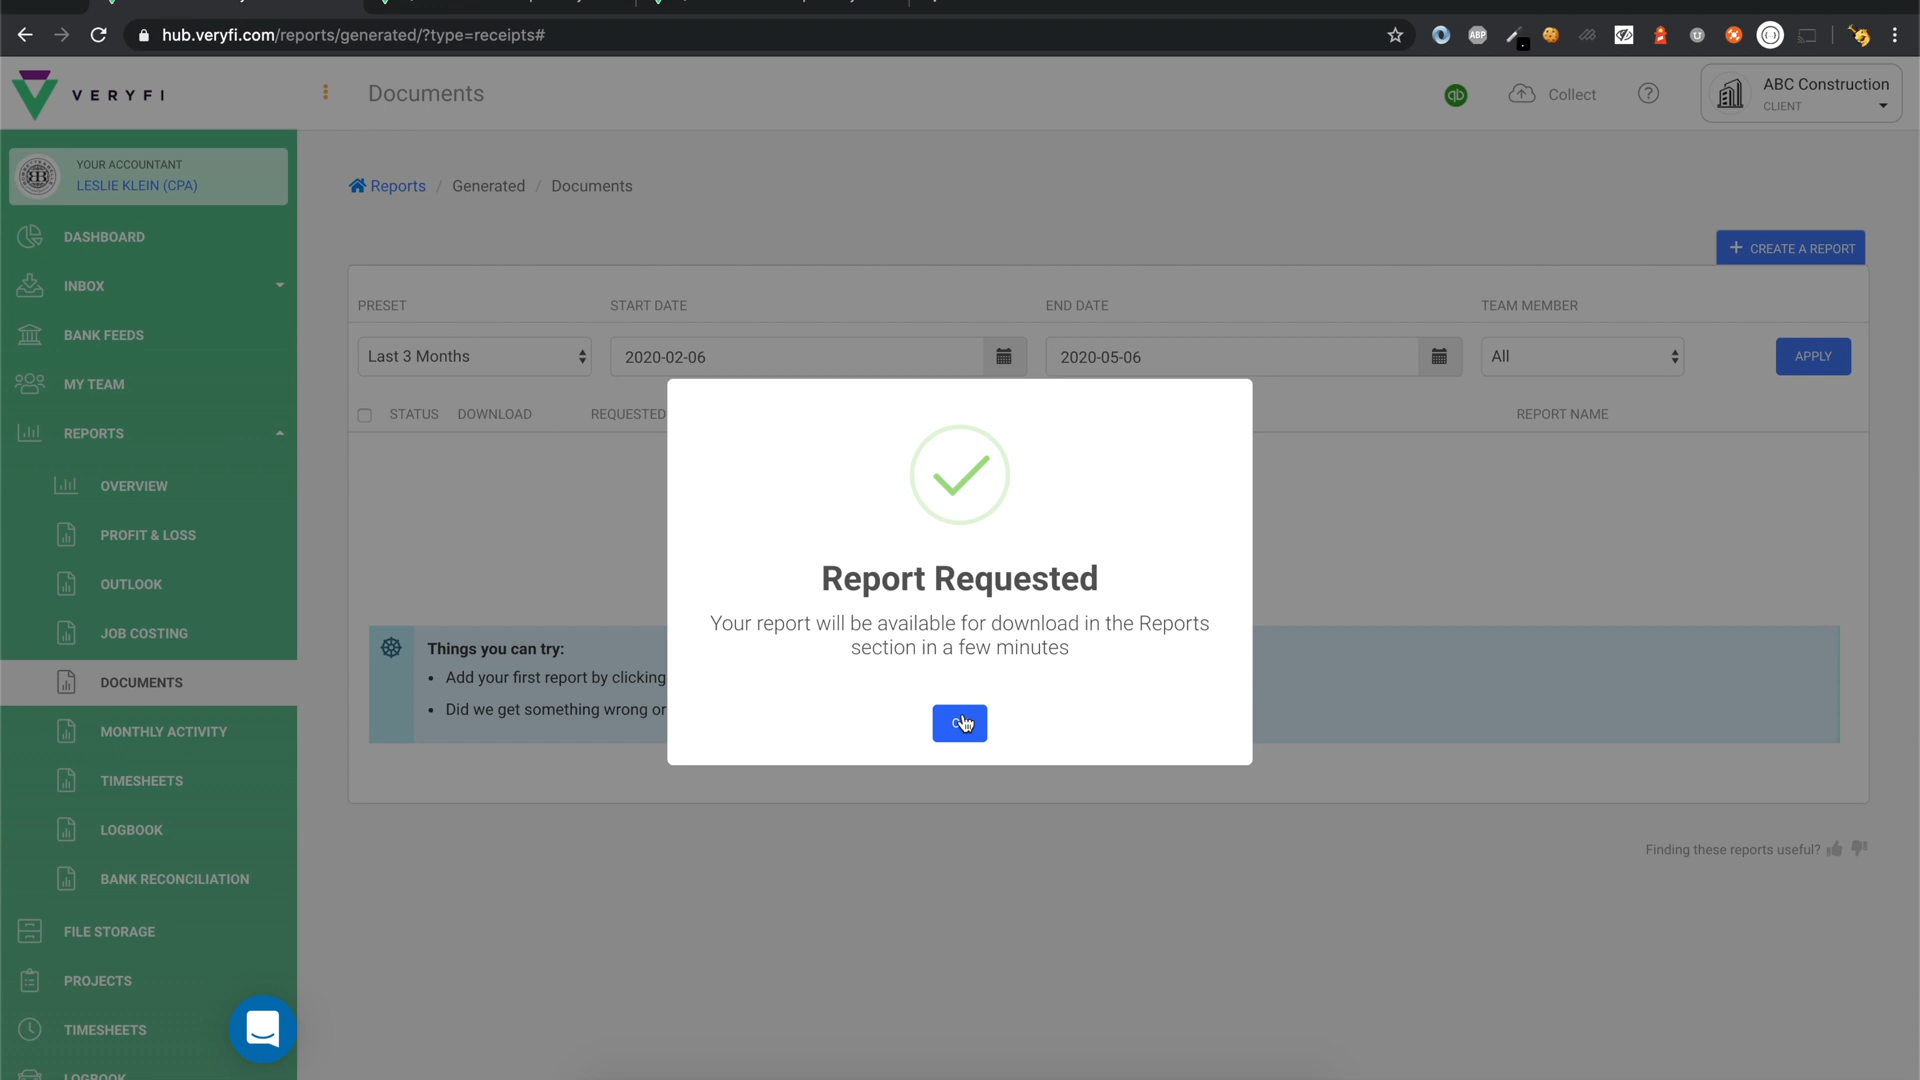 hub.veryfi.com/reports/generated/?type=receipts#
ABP
VERYFI
Documents
qb
Collect
?
ABC Construction
CLIENT
YOUR ACCOUNTANT
LESLIE KLEIN (CPA)
DASHBOARD
INBOX
BANK FEEDS
MY TEAM
REPORTS
OVERVIEW
PROFIT & LOSS
OUTLOOK
JOB COSTING
DOCUMENTS
MONTHLY ACTIVITY
TIMESHEETS
LOGBOOK
BANK RECONCILIATION
FILE STORAGE
PROJECTS
TIMESHEETS
LOGBOOK
Reports / Generated / Documents
+ CREATE A REPORT
PRESET START DATE END DATE TEAM MEMBER
Last 3 Months 2020-02-06 2020-05-06 All APPLY
STATUS DOWNLOAD REQUESTED REPORT NAME
Report Requested
Your report will be available for download in the Reports
section in a few minutes
Things you can try:
• Add your first report by clicking
• Did we get something wrong or
Finding these reports useful?